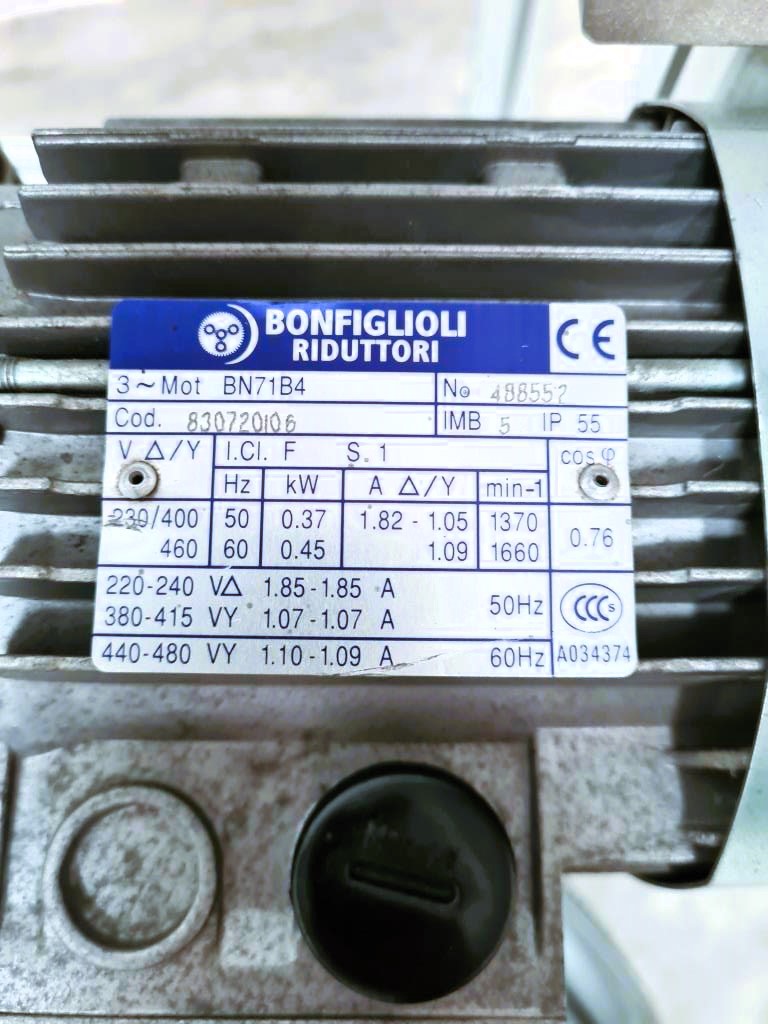 BONFIGLIOLI
RIDUTTORI
CE
3~Mot BN71B4
No 488552
Cod. 830720106
IMB 5 IP 55
V Δ/Y
I.Cl. F S. 1
cos φ
Hz kW A Δ/Y min-1
230/400 50 0.37 1.82 - 1.05 1370
460 60 0.45 1.09 1660
0.76
220-240 VΔ 1.85-1.85 A
380-415 VY 1.07-1.07 A
50Hz
CCC S
440-480 VY 1.10-1.09 A 60Hz
A034374